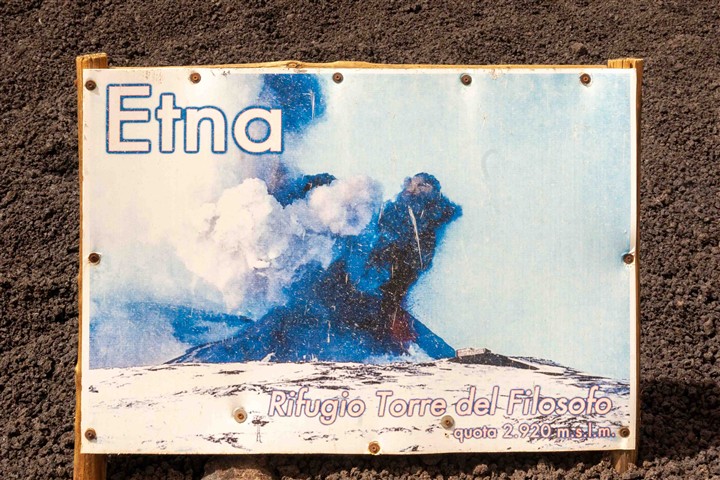 Etna
Rifugio Torre del Filosofo
quota 2.920 m.s.l.m.